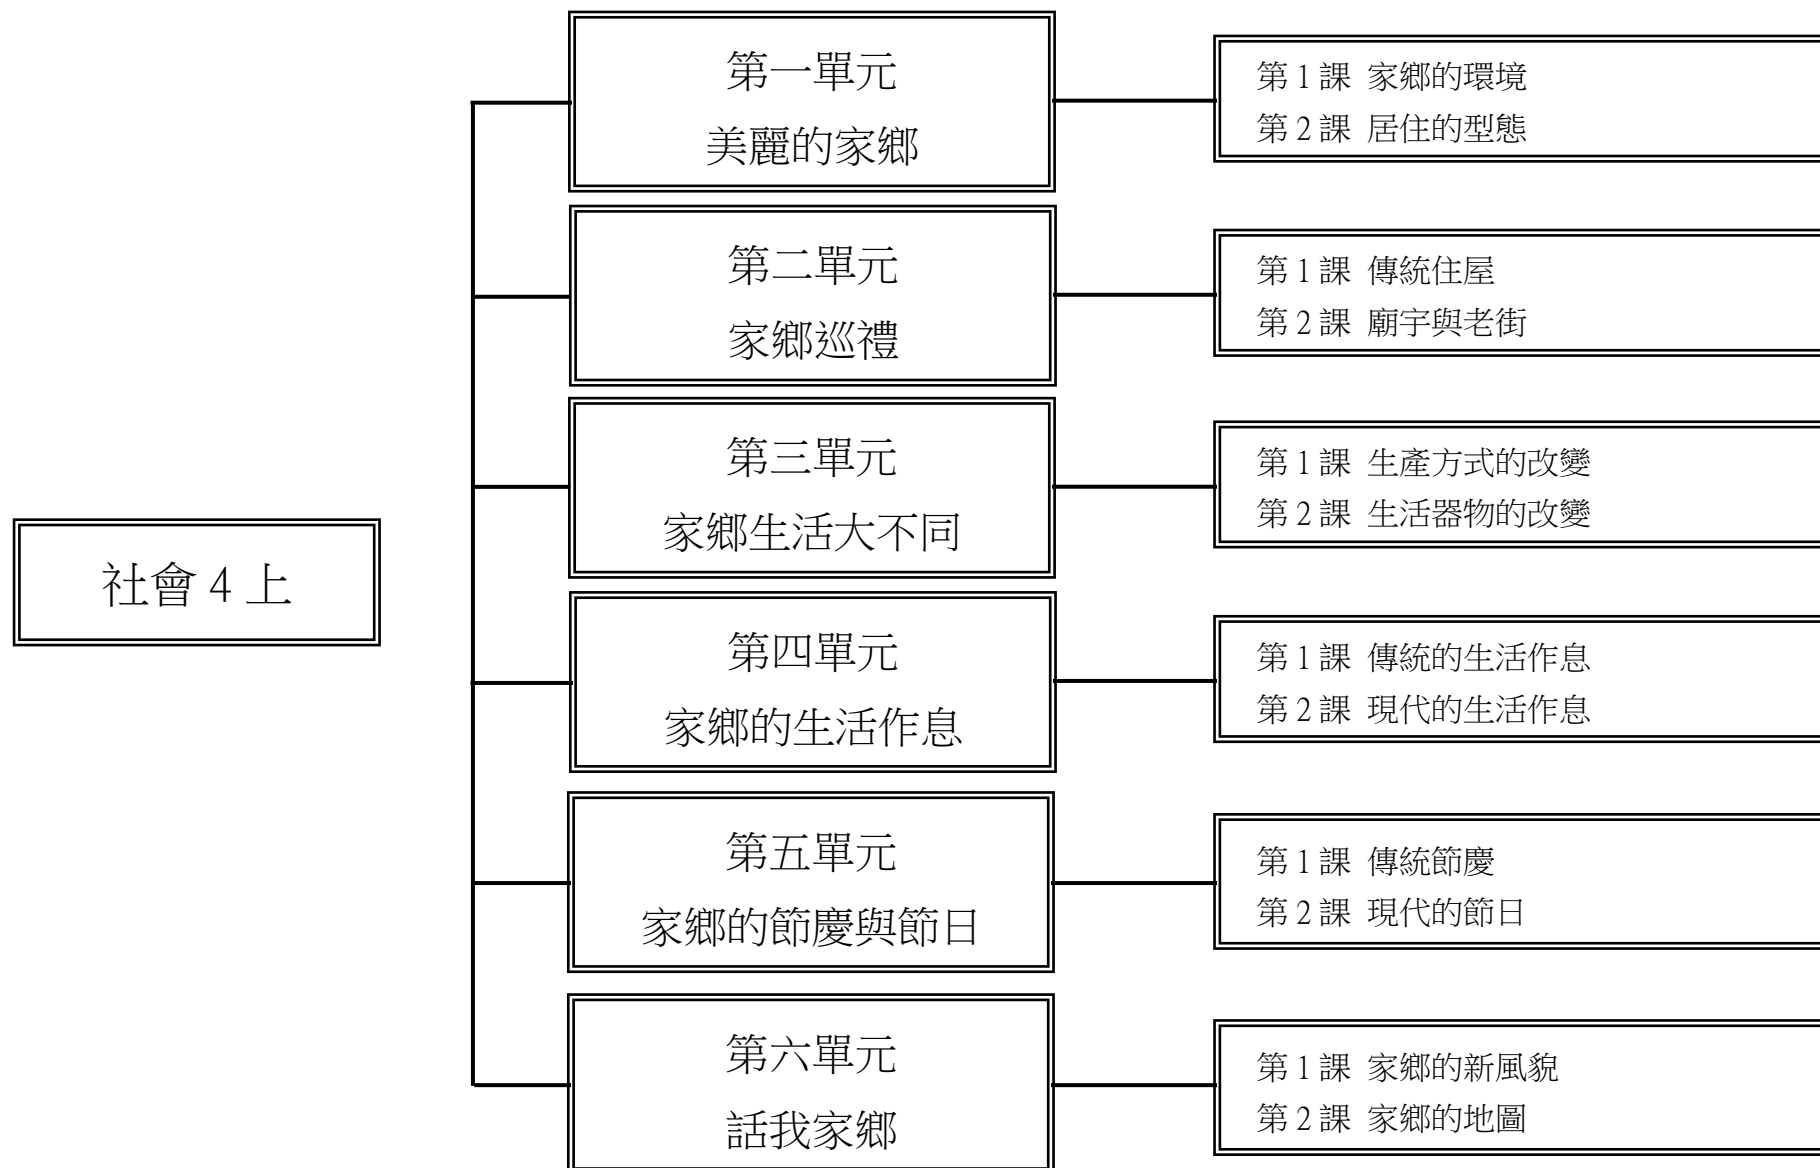 社會 4 上
第一單元
美麗的家鄉
第 1 課 家鄉的環境
第 2 課 居住的型態
第二單元
家鄉巡禮
第 1 課 傳統住屋
第 2 課 廟宇與老街
第三單元
家鄉生活大不同
第 1 課 生產方式的改變
第 2 課 生活器物的改變
第四單元
家鄉的生活作息
第 1 課 傳統的生活作息
第 2 課 現代的生活作息
第五單元
家鄉的節慶與節日
第 1 課 傳統節慶
第 2 課 現代的節日
第六單元
話我家鄉
第 1 課 家鄉的新風貌
第 2 課 家鄉的地圖